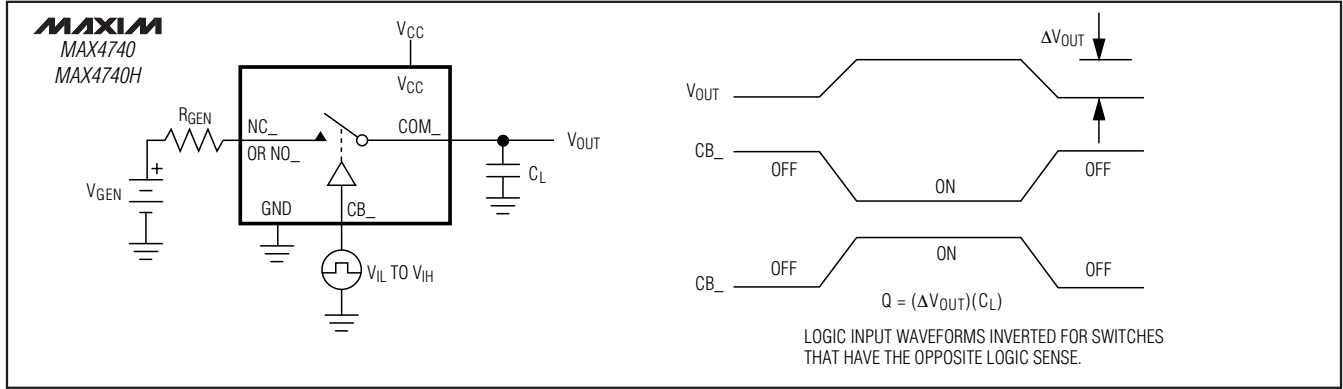 MAXIM
MAX4740
MAX4740H
VCC
VCC
RGEN
NC_
OR NO_
COM_
VOUT
CL
VGEN
+
GND
CB_
VIL TO VIH
ΔVOUT
VOUT
CB_
OFF
ON
OFF
CB_
OFF
ON
OFF
Q = (ΔVOUT)(CL)
LOGIC INPUT WAVEFORMS INVERTED FOR SWITCHES
THAT HAVE THE OPPOSITE LOGIC SENSE.